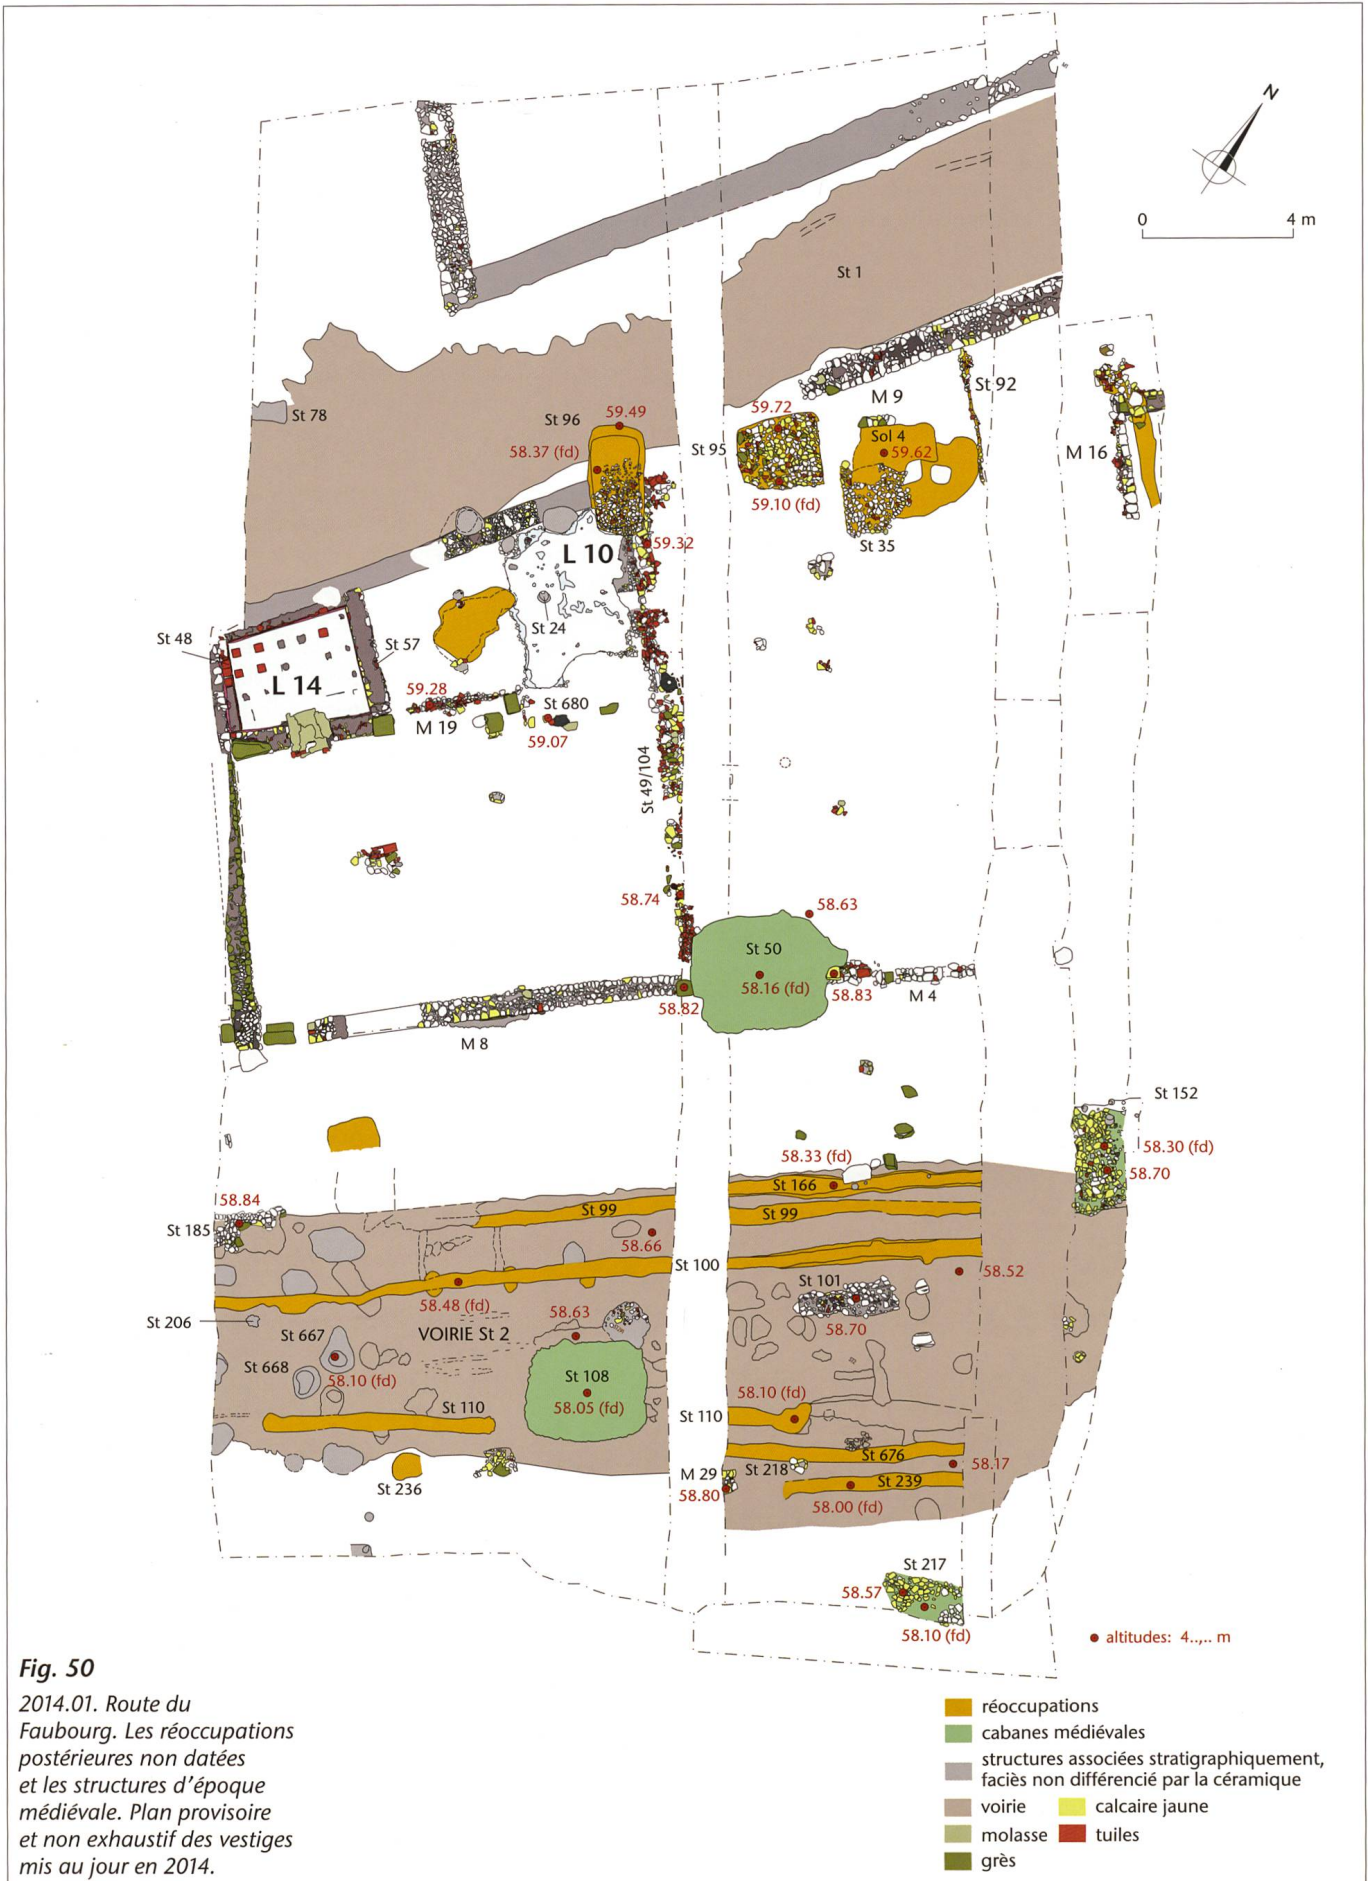 N
0 4 m
St 1
St 92
M 9
St 78
St 96
59.49
59.72
58.37 (fd)
St 95
Sol 4
59.62
M 16
59.10 (fd)
St 35
L 10
59.32
St 48
St 57
St 24
L 14
59.28
M 19
St 680
59.07
St 49/104
58.74
58.63
St 50
58.16 (fd)
58.82
58.83
M 4
M 8
St 152
58.30 (fd)
58.70
58.33 (fd)
St 166
58.84
St 99
St 99
St 185
58.66
St 100
58.52
58.48 (fd)
St 101
58.70
St 206
58.63
St 667
VOIRIE St 2
St 668
58.10 (fd)
St 108
58.05 (fd)
58.10 (fd)
St 110
St 110
St 676
58.17
M 29
St 218
58.80
St 239
58.00 (fd)
St 236
St 217
58.57
58.10 (fd)
altitudes: 4..,.. m
Fig. 50
2014.01. Route du
Faubourg. Les réoccupations
postérieures non datées
et les structures d'époque
médiévale. Plan provisoire
et non exhaustif des vestiges
mis au jour en 2014.
réoccupations
cabanes médiévales
structures associées stratigraphiquement,
faciès non différencié par la céramique
voirie calcaire jaune
molasse tuiles
grès